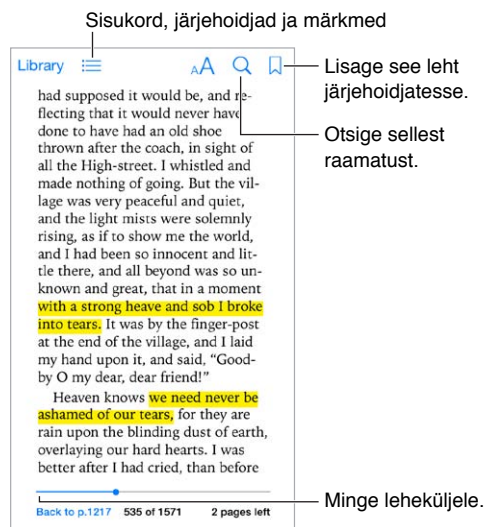 Sisukord, järjehoidjad ja märkmed
Library AA
Lisage see leht
järjehoidjatesse.
Otsige sellest
raamatust.
had supposed it would be, and re-
flecting that it would never have
done to have had an old shoe
thrown after the coach, in sight of
all the High-street. I whistled and
made nothing of going. But the vil-
lage was very peaceful and quiet,
and the light mists were solemnly
rising, as if to show me the world,
and I had been so innocent and lit-
tle there, and all beyond was so un-
known and great, that in a moment
with a strong heave and sob I broke
into tears. It was by the finger-post
at the end of the village, and I laid
my hand upon it, and said, “Good-
by O my dear, dear friend!”
Heaven knows we need never be
ashamed of our tears, for they are
rain upon the blinding dust of earth,
overlaying our hard hearts. I was
better after I had cried, than before
Minge leheküljele.
Back to p.1217 535 of 1571 2 pages left